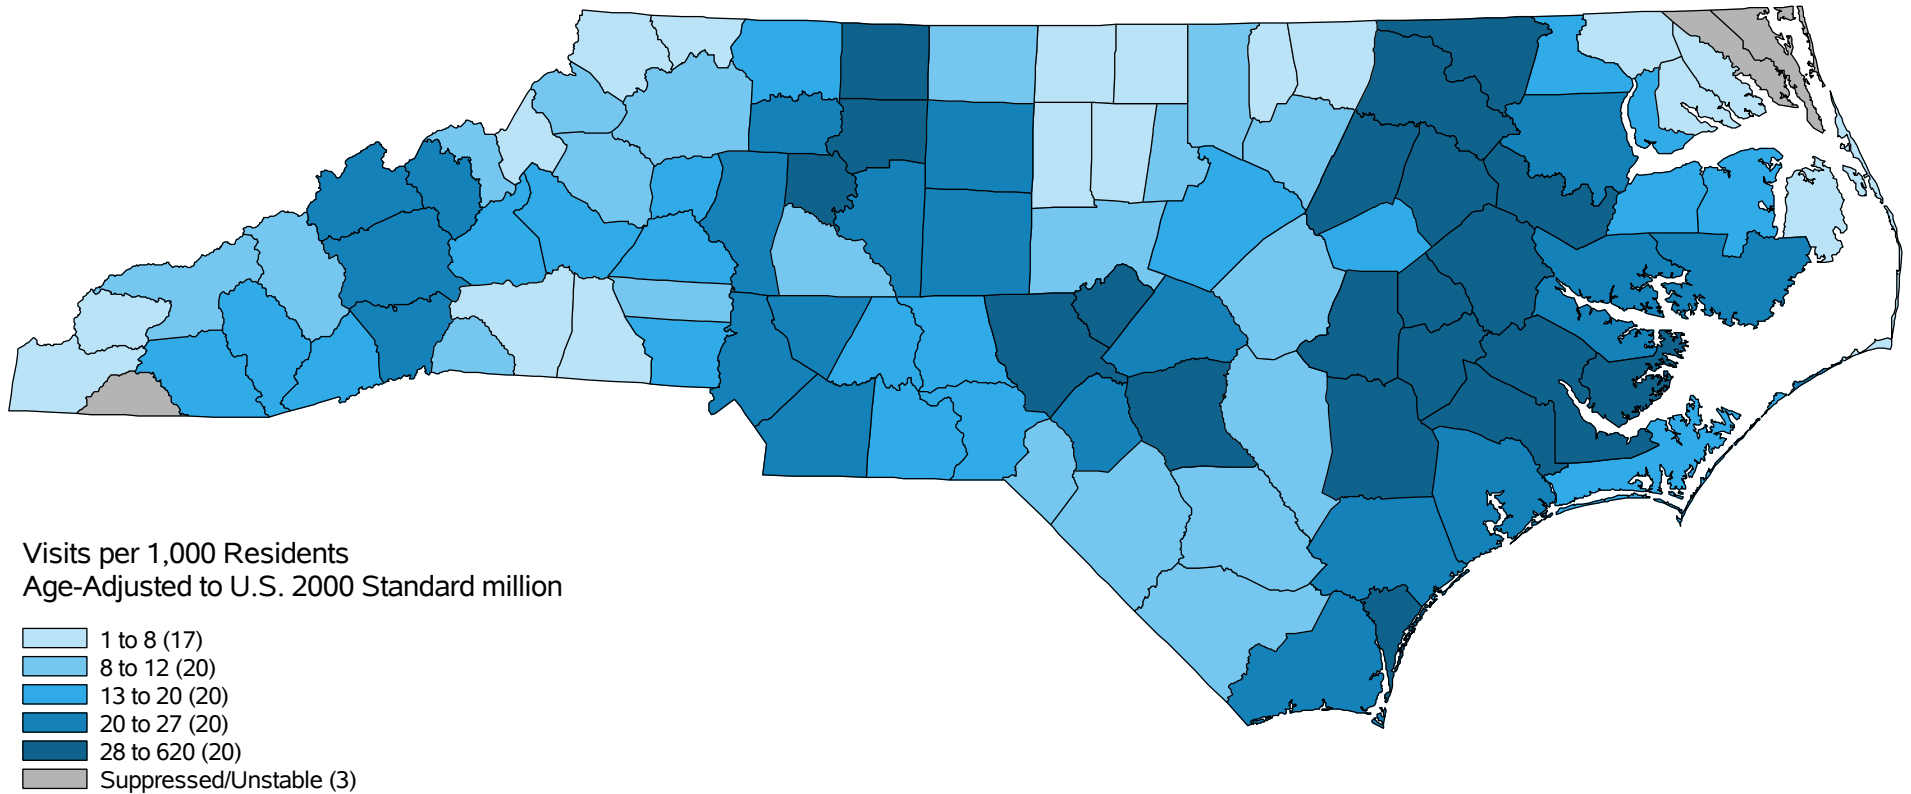 Visits per 1,000 Residents
Age-Adjusted to U.S. 2000 Standard million
1 to 8 (17)
8 to 12 (20)
13 to 20 (20)
20 to 27 (20)
28 to 620 (20)
Suppressed/Unstable (3)